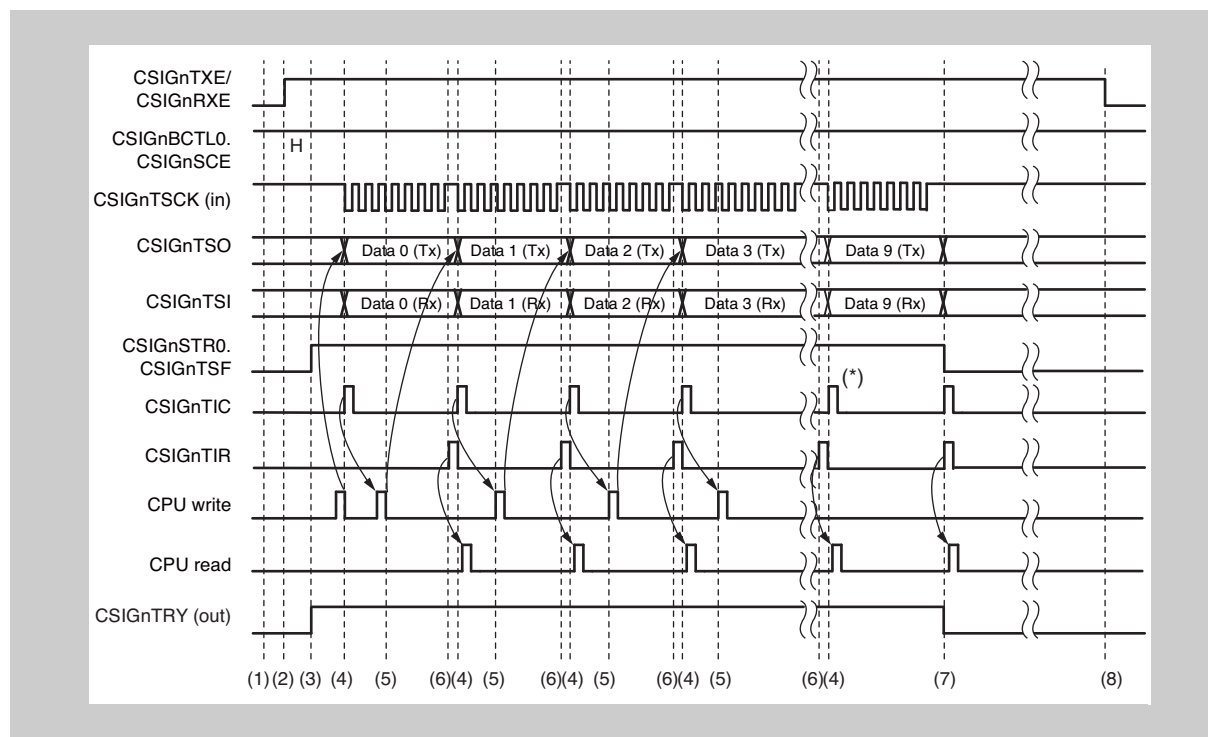 CSIGnTXE/
CSIGnRXE
CSIGnBCTL0.
CSIGnSCE
H
CSIGnTSCK (in)
CSIGnTSO
Data 0 (Tx) Data 1 (Tx) Data 2 (Tx) Data 3 (Tx) Data 9 (Tx)
CSIGnTSI
Data 0 (Rx) Data 1 (Rx) Data 2 (Rx) Data 3 (Rx) Data 9 (Rx)
CSIGnSTR0.
CSIGnTSF
(*)
CSIGnTIC
CSIGnTIR
CPU write
CPU read
CSIGnTRY (out)
(1) (2) (3) (4) (5) (6)(4) (5) (6)(4) (5) (6)(4) (5) (6)(4) (7) (8)